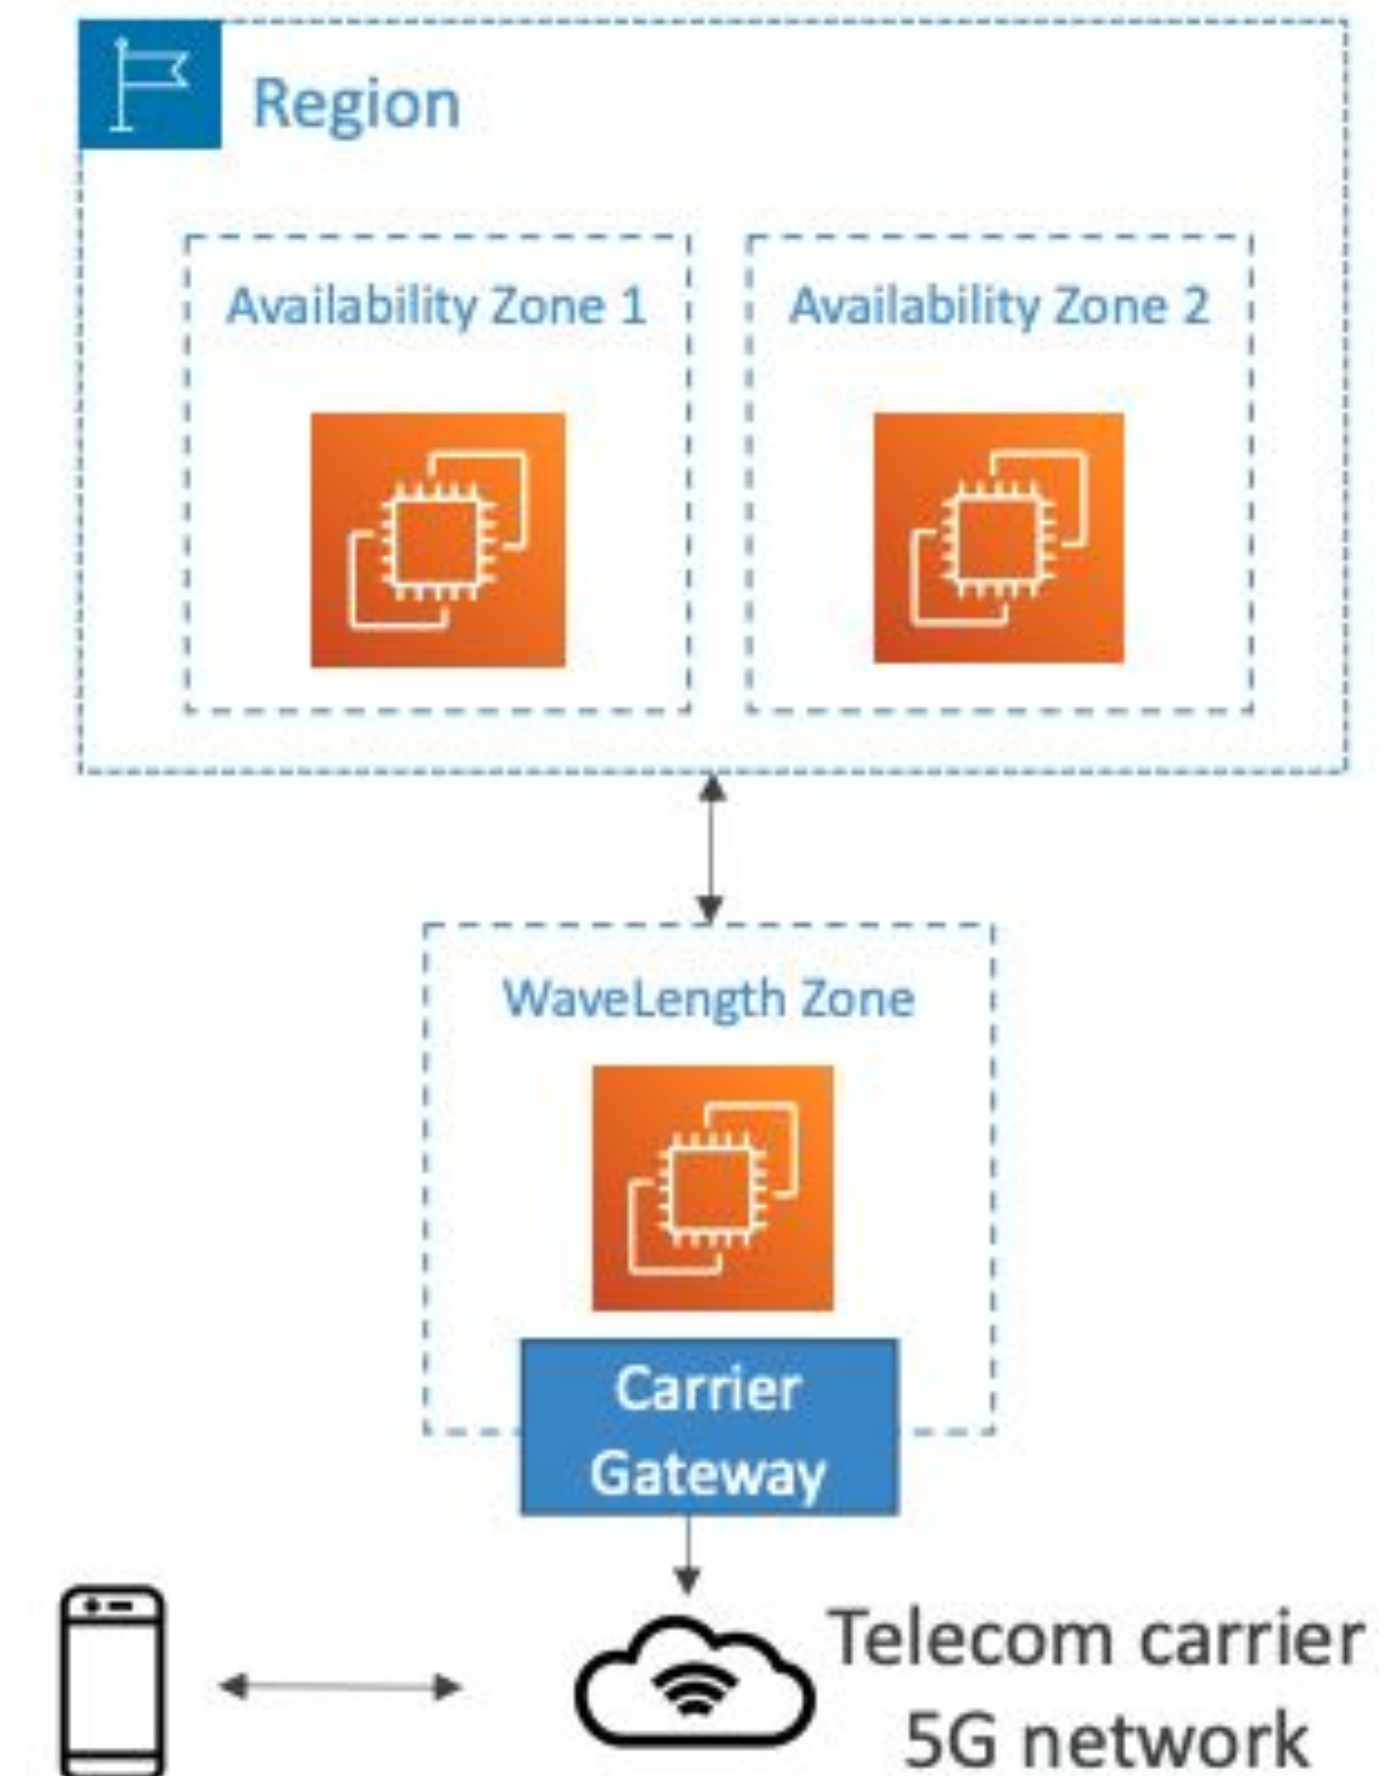 Region
Availability Zone 1
Availability Zone 2
WaveLength Zone
Carrier
Gateway
Telecom carrier
5G network